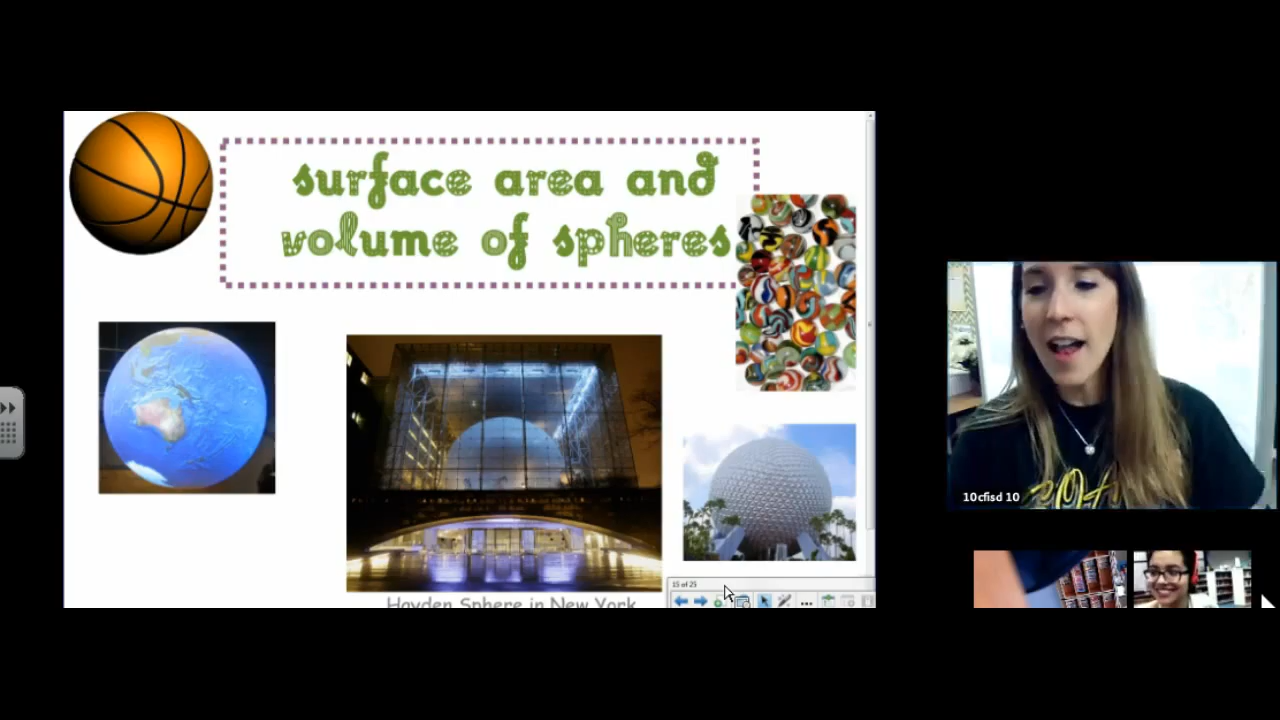 surface area and
volume of spheres
Hayden Sphere in New York
15 of 25
10cfisd 10